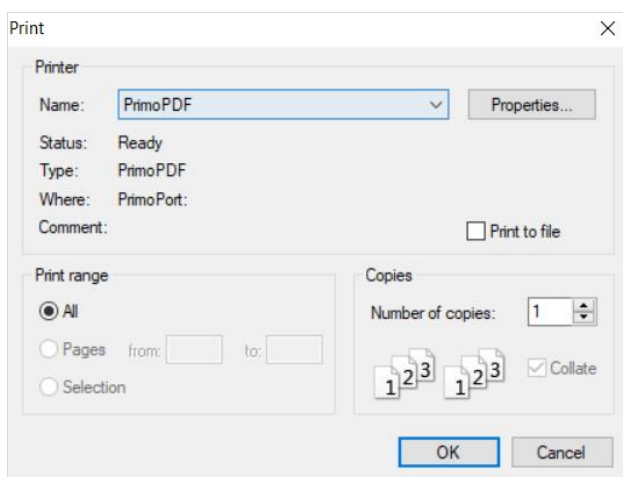 Print
Printer
Name: PrimoPDF Properties...
Status: Ready
Type: PrimoPDF
Where: PrimoPort:
Comment: Print to file
Print range
All
Pages from: to:
Selection
Copies
Number of copies: 1
1 2 3 1 2 3 Collate
OK Cancel